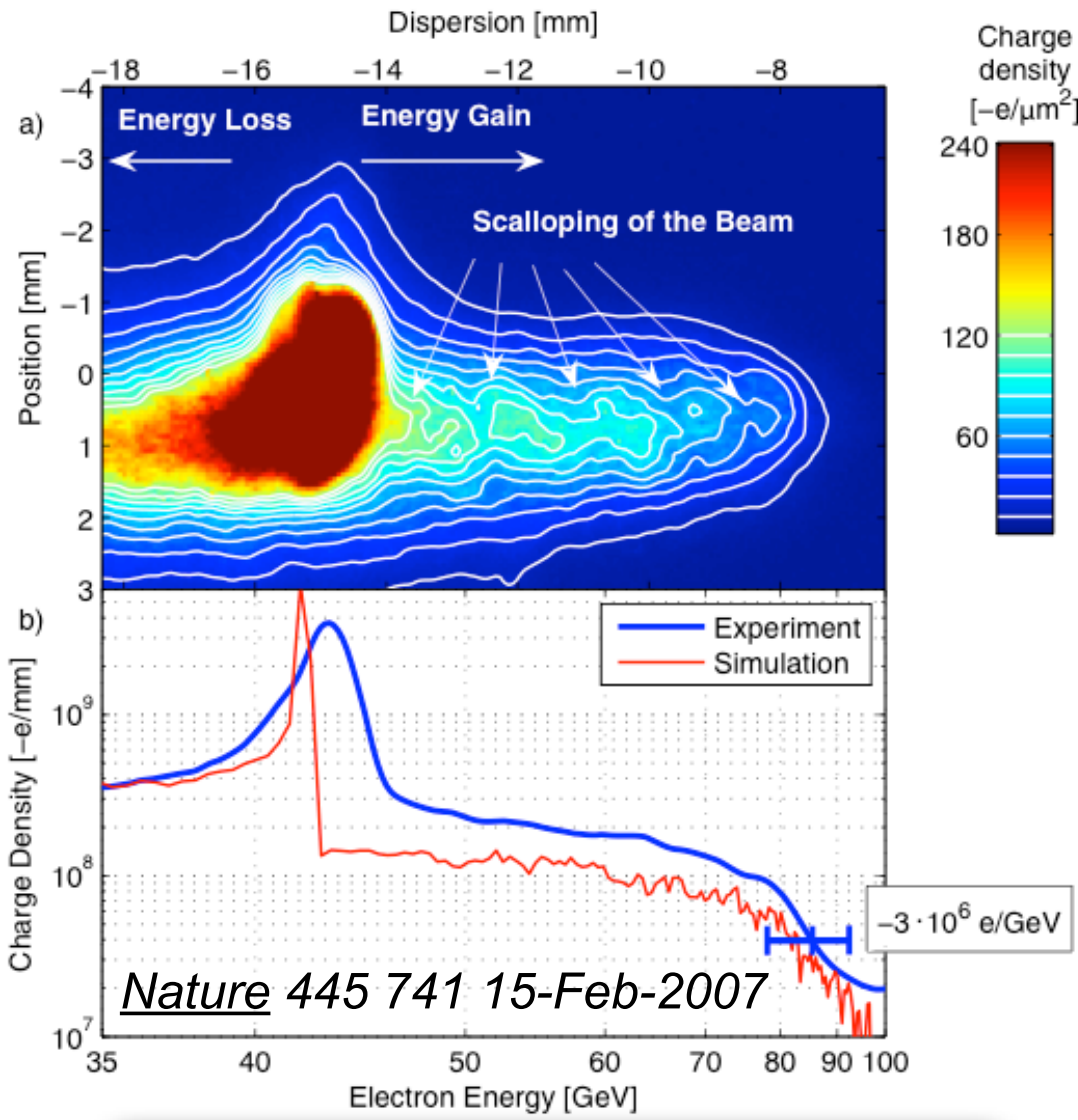 Dispersion [mm]
−18 −16 −14 −12 −10 −8
Charge
density
[-e/µm²]
a)
Energy Loss
Energy Gain
Scalloping of the Beam
Position [mm]
−4
−3
−2
−1
0
1
2
3
240
180
120
60
b)
Experiment
Simulation
Charge Density [-e/mm]
10⁹
10⁸
10⁷
−3·10⁶ e/GeV
Nature 445 741 15-Feb-2007
35 40 50 60 70 80 90 100
Electron Energy [GeV]